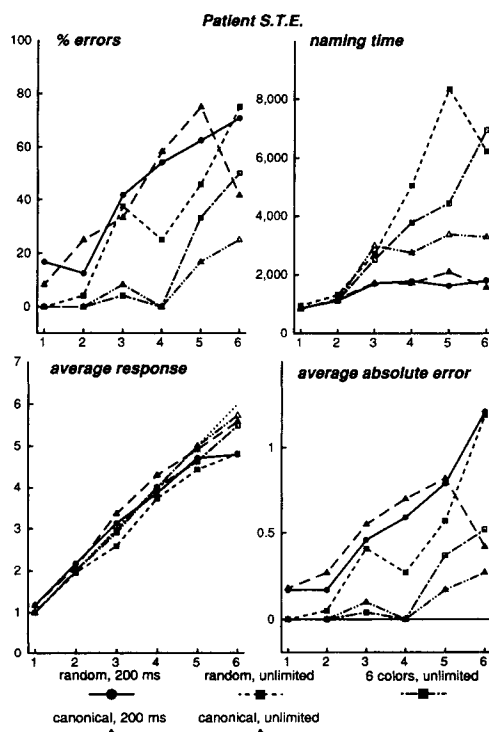 Patient S.T.E.
% errors
naming time
100
80
60
40
20
0
1 2 3 4 5 6
8,000
6,000
4,000
2,000
0
1 2 3 4 5 6
average response
average absolute error
7
6
5
4
3
2
1
0
1 2 3 4 5 6
1
0.5
0
1 2 3 4 5 6
random, 200 ms
random, unlimited
6 colors, unlimited
canonical, 200 ms
canonical, unlimited